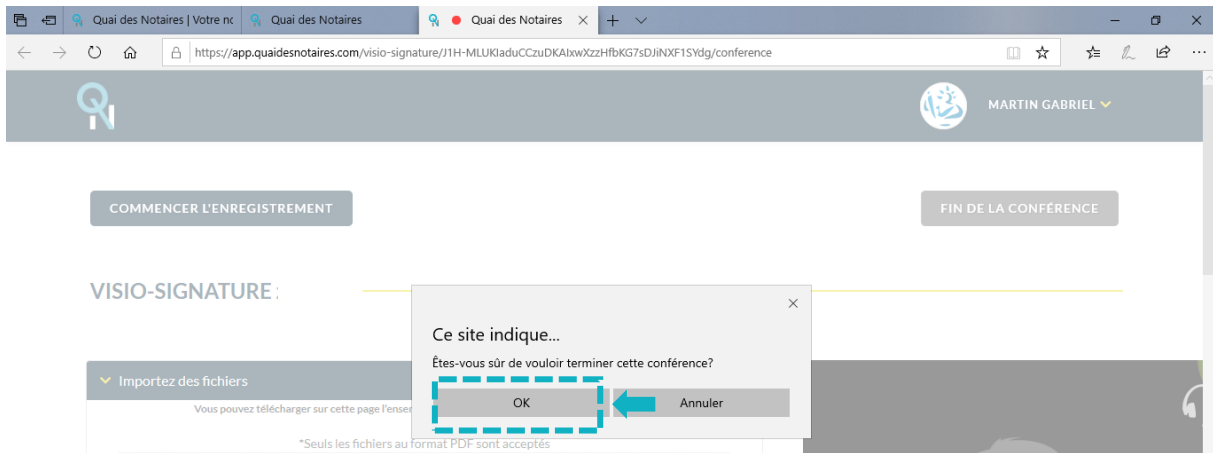 Quai des Notaires | Votre no
Quai des Notaires
Quai des Notaires
https://app.quaidesnotaires.com/visio-signature/J1H-MLUKIaduCCzuDKAIxwXzzHfbKG7sDJiNXF1SYdg/conference
QN
MARTIN GABRIEL
COMMENCER L'ENREGISTREMENT
FIN DE LA CONFÉRENCE
VISIO-SIGNATURE :
Ce site indique...
Êtes-vous sûr de vouloir terminer cette conférence?
OK
Annuler
Importez des fichiers
Vous pouvez télécharger sur cette page l'enser
*Seuls les fichiers au format PDF sont acceptés